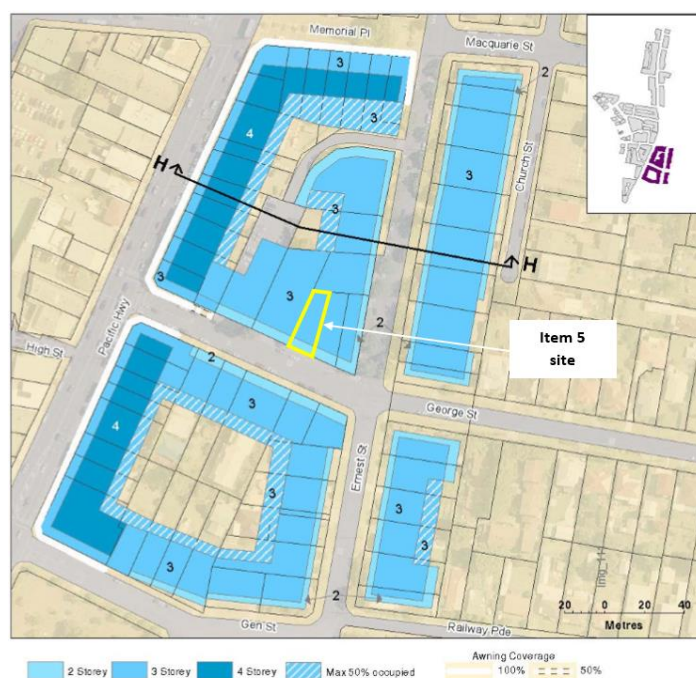 Memorial Pl
Macquarie St
3
2
4
3
H
3
3
Church St
H
3
3
2
Item 5
site
High St
Pacific Hwy
2
3
George St
4
3
Ernest St
3
3
3
3
2
Gen St
Railway Pde
20 0 20 40
Metres
2 Storey 3 Storey 4 Storey Max 50% occupied
Awning Coverage
100% 50%